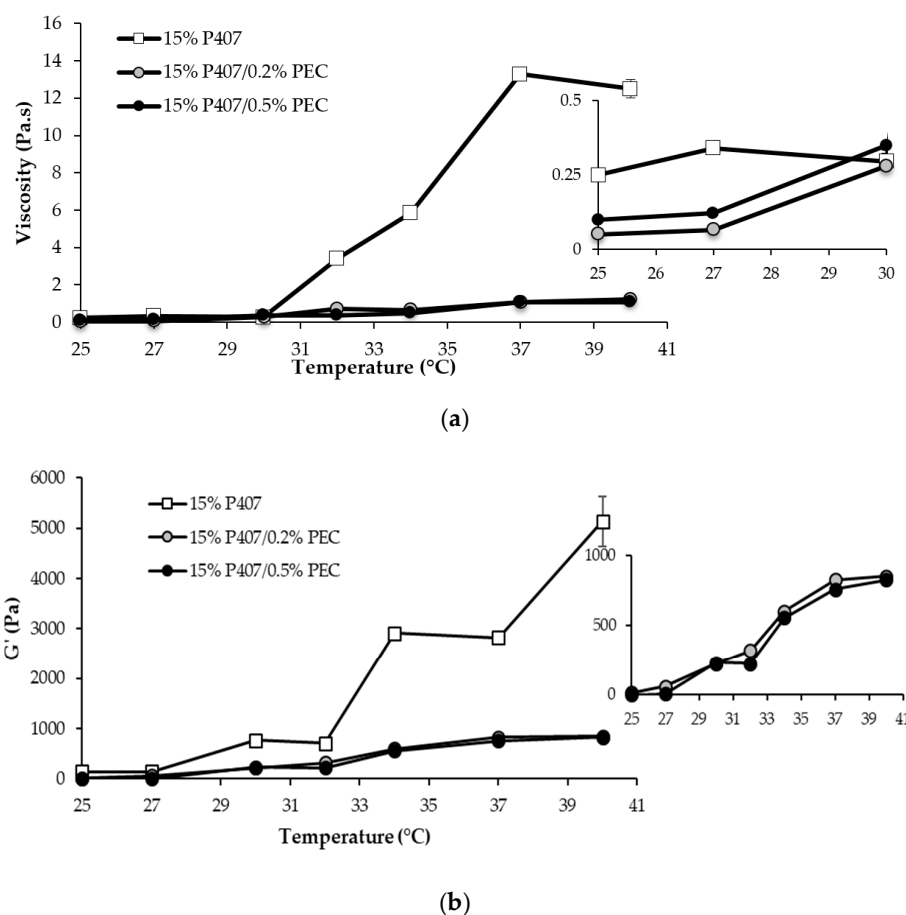 16
14
12
10
8
6
4
2
0
Viscosity (Pa.s)
15% P407
15% P407/0.2% PEC
15% P407/0.5% PEC
0.5
0.25
0
25 26 27 28 29 30
25 27 29 31 33 35 37 39 41
Temperature (°C)
(a)
6000
5000
4000
3000
2000
1000
0
G' (Pa)
15% P407
15% P407/0.2% PEC
15% P407/0.5% PEC
1000
500
0
25 27 29 31 33 35 37 39 41
25 27 29 31 33 35 37 39 41
Temperature (°C)
(b)